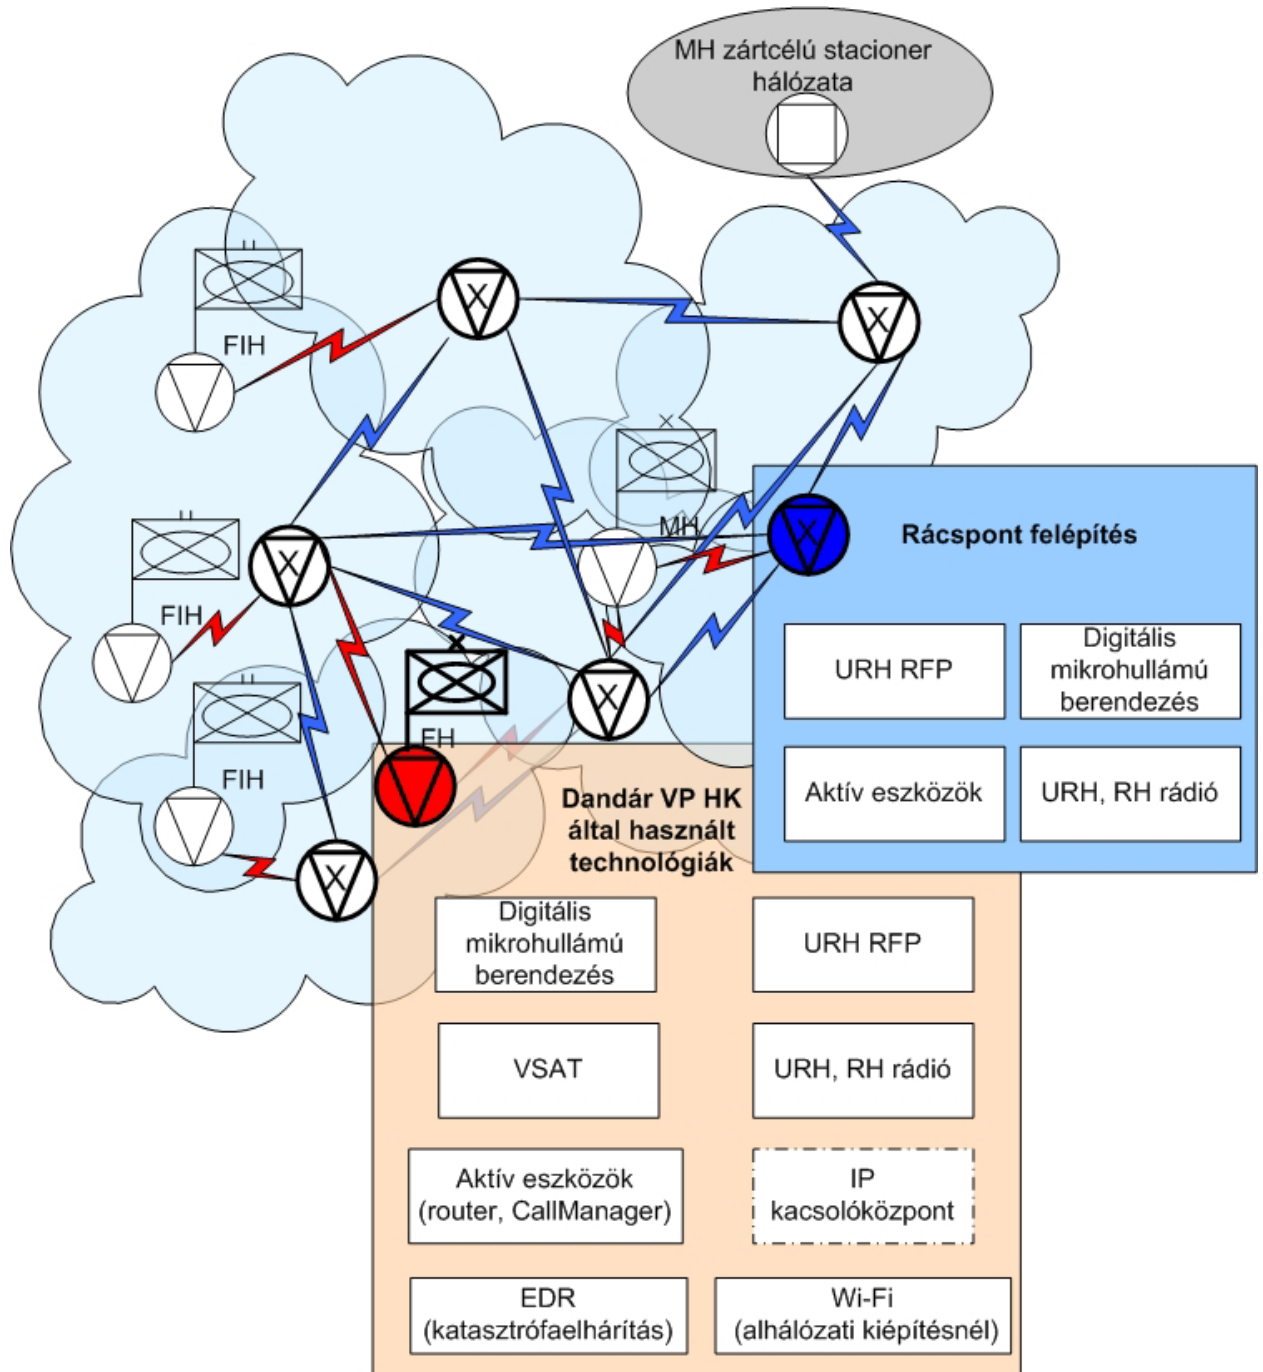 MH zártcélú stacioner
hálózata
X
X
FIH
X
MH
X
Rácspont felépítés
X
FIH
URH RFP
Digitális
mikrohullámú
berendezés
X
X
FH
FIH
Aktív eszközök
URH, RH rádió
Dandár VP HK
által használt
technológiák
X
Digitális
mikrohullámú
berendezés
URH RFP
VSAT
URH, RH rádió
Aktív eszközök
(router, CallManager)
IP
kacsolóközpont
EDR
(katasztrófaelhárítás)
Wi-Fi
(alhálózati kiépítésnél)